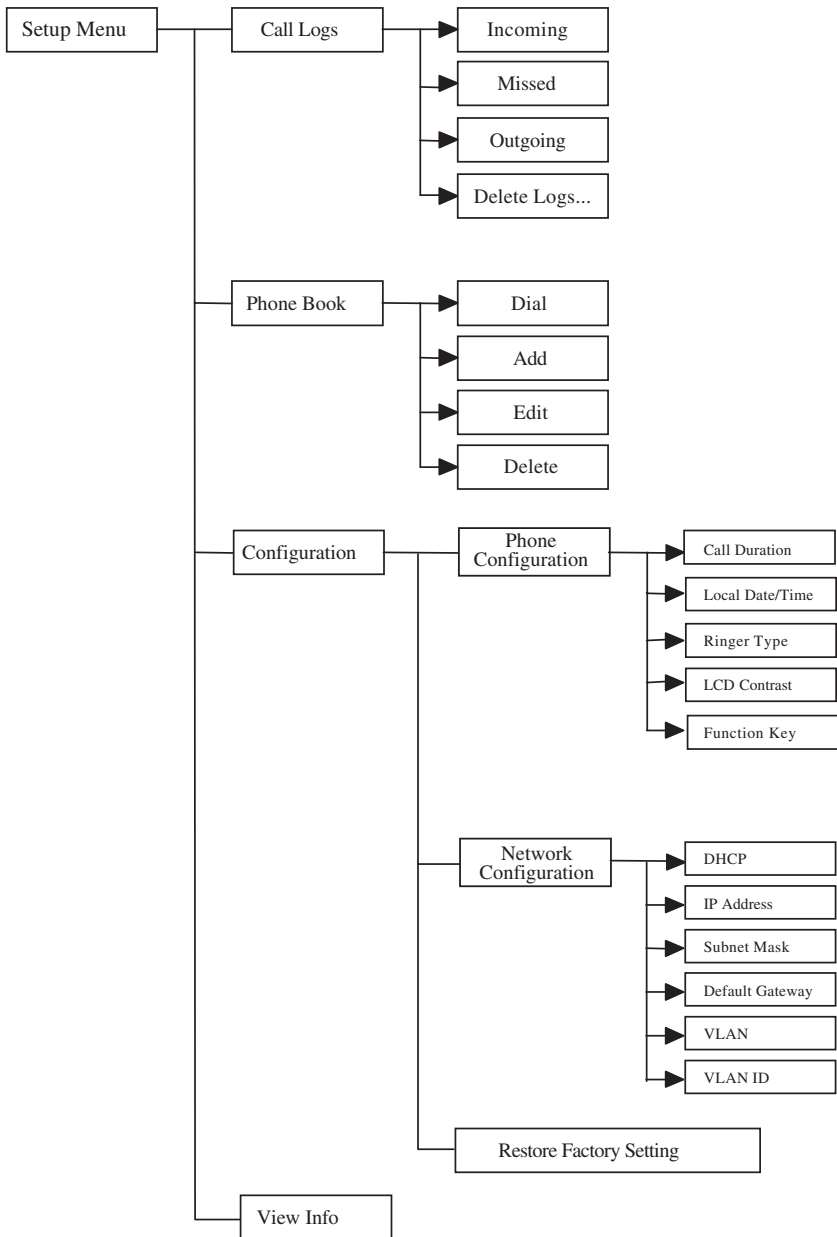 Setup Menu
Call Logs
Incoming
Missed
Outgoing
Delete Logs...
Phone Book
Dial
Add
Edit
Delete
Configuration
Phone
Configuration
Call Duration
Local Date/Time
Ringer Type
LCD Contrast
Function Key
Network
Configuration
DHCP
IP Address
Subnet Mask
Default Gateway
VLAN
VLAN ID
Restore Factory Setting
View Info